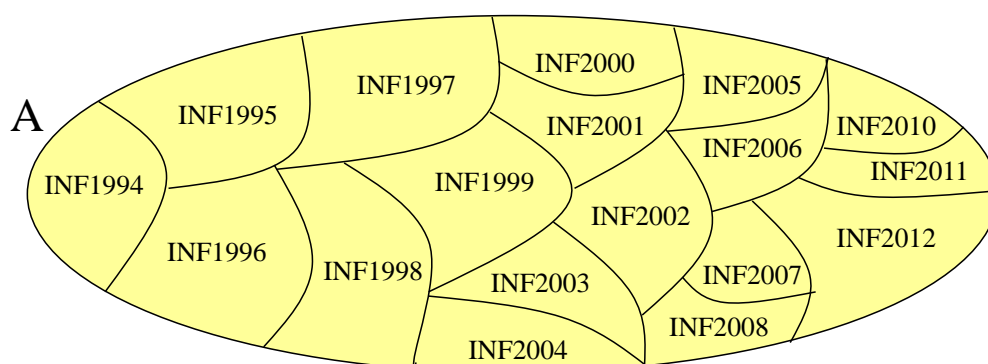 A
INF1994
INF1995
INF1996
INF1997
INF1998
INF1999
INF2000
INF2001
INF2002
INF2003
INF2004
INF2005
INF2006
INF2007
INF2008
INF2010
INF2011
INF2012